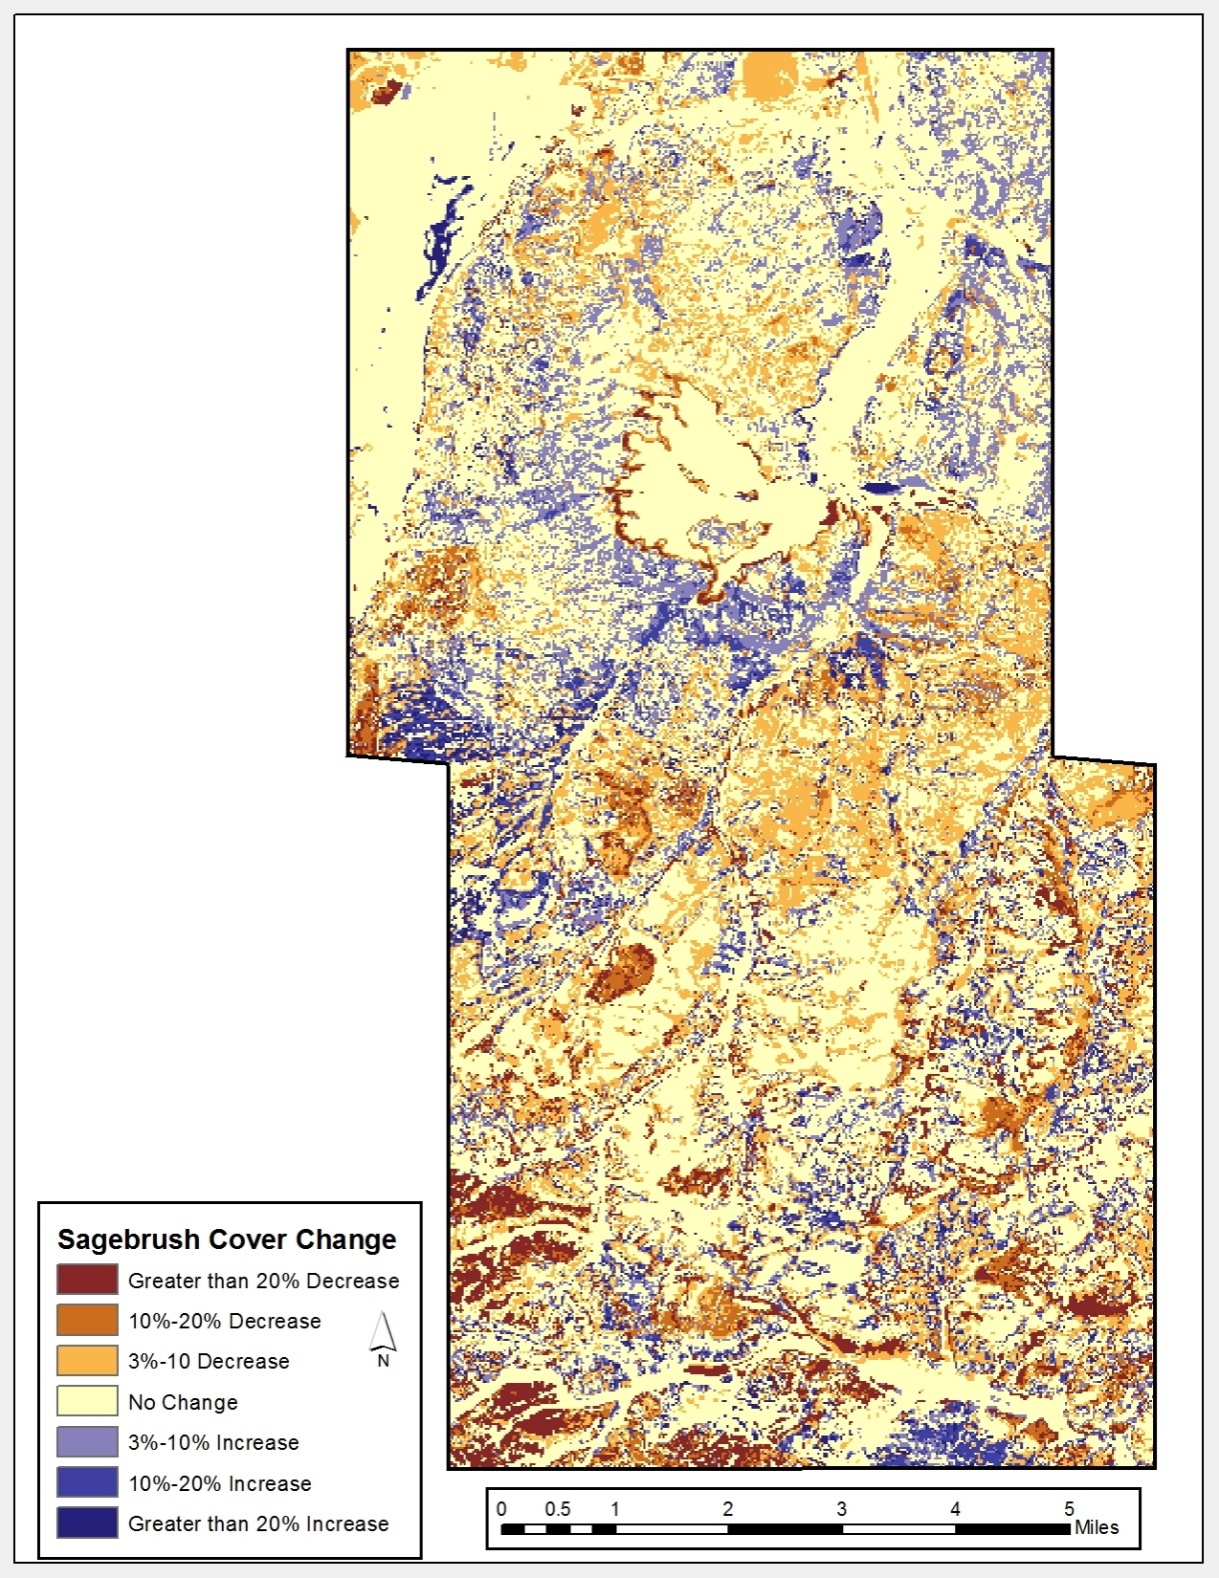 Sagebrush Cover Change
Greater than 20% Decrease
10%-20% Decrease
3%-10 Decrease
No Change
3%-10% Increase
10%-20% Increase
Greater than 20% Increase
N
0 0.5 1 2 3 4 5
Miles